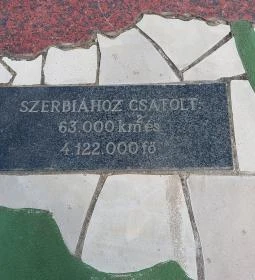 SZERBIÁHOZ CSATOLT:
63.000 km² és
4.122.000 fő